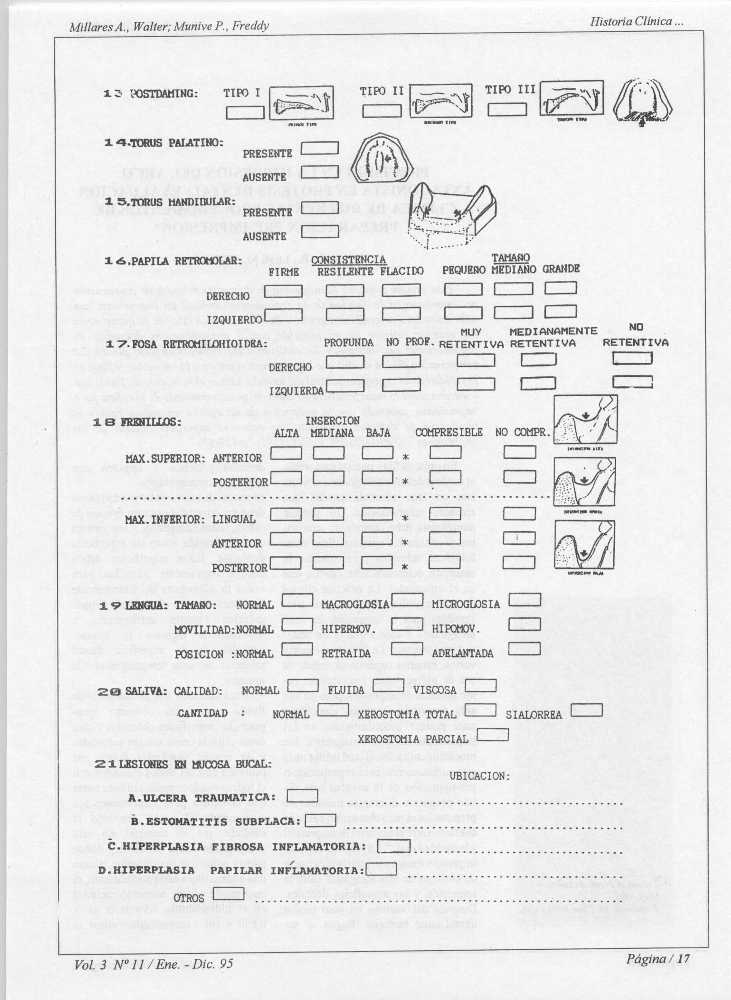 Millares A., Walter; Munive P., Freddy
Historia Clínica ...
13 POSTDAMING: TIPO I TIPO II TIPO III
PRIMER TIPO SEGUNDO TIPO TERCER TIPO
14.TORUS PALATINO:
PRESENTE
AUSENTE
15.TORUS MANDIBULAR:
PRESENTE
AUSENTE
16.PAPILA RETROMOLAR: CONSISTENCIA TAMAÑO
FIRME RESILENTE FLACIDO PEQUEÑO MEDIANO GRANDE
DERECHO
IZQUIERDO
17.FOSA RETROMILOHIOIDEA: PROFUNDA NO PROF. MUY RETENTIVA MEDIANAMENTE RETENTIVA NO RETENTIVA
DERECHO
IZQUIERDA
18 FRENILLOS: INSERCION
ALTA MEDIANA BAJA COMPRESIBLE NO COMPR.
INSERCION ALTA
MAX.SUPERIOR: ANTERIOR *
POSTERIOR *
INSERCION MEDIA
MAX.INFERIOR: LINGUAL *
ANTERIOR *
POSTERIOR *
INSERCION BAJA
19 LENGUA: TAMAÑO: NORMAL MACROGLOSIA MICROGLOSIA
MOVILIDAD:NORMAL HIPERMOV. HIPOMOV.
POSICION :NORMAL RETRAIDA ADELANTADA
20 SALIVA: CALIDAD: NORMAL FLUIDA VISCOSA
CANTIDAD : NORMAL XEROSTOMIA TOTAL SIALORREA
XEROSTOMIA PARCIAL
21 LESIONES EN MUCOSA BUCAL:
UBICACION:
A.ULCERA TRAUMATICA:
B.ESTOMATITIS SUBPLACA:
C.HIPERPLASIA FIBROSA INFLAMATORIA:
D.HIPERPLASIA PAPILAR INFLAMATORIA:
OTROS
Vol. 3 Nº 11 / Ene. - Dic. 95
Página / 17